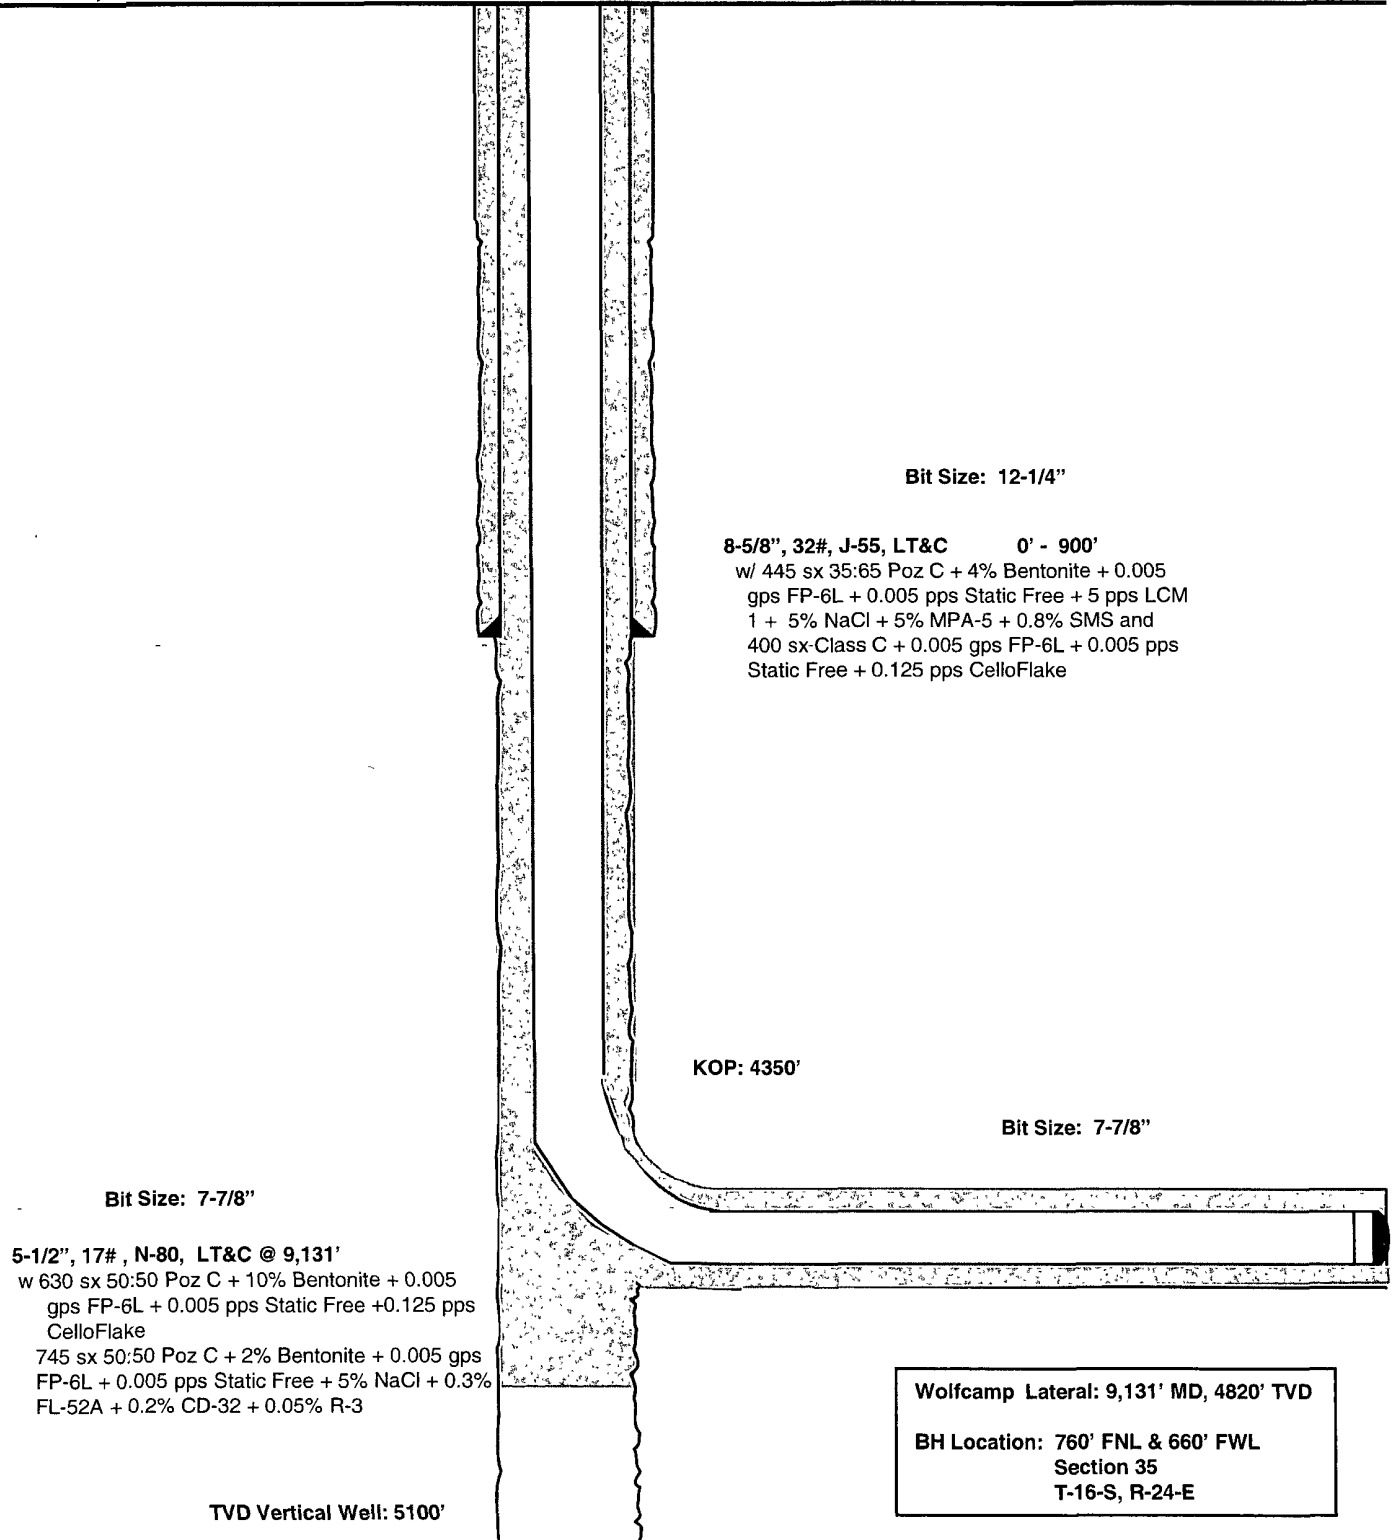 Bit Size: 12-1/4”
8-5/8”, 32#, J-55, LT&C 0' - 900'
w/ 445 sx 35:65 Poz C + 4% Bentonite + 0.005
gps FP-6L + 0.005 pps Static Free + 5 pps LCM
1 + 5% NaCl + 5% MPA-5 + 0.8% SMS and
400 sx-Class C + 0.005 gps FP-6L + 0.005 pps
Static Free + 0.125 pps CelloFlake
KOP: 4350'
Bit Size: 7-7/8”
Bit Size: 7-7/8”
5-1/2”, 17# , N-80, LT&C @ 9,131'
w 630 sx 50:50 Poz C + 10% Bentonite + 0.005
gps FP-6L + 0.005 pps Static Free +0.125 pps
CelloFlake
745 sx 50:50 Poz C + 2% Bentonite + 0.005 gps
FP-6L + 0.005 pps Static Free + 5% NaCl + 0.3%
FL-52A + 0.2% CD-32 + 0.05% R-3
Wolfcamp Lateral: 9,131' MD, 4820' TVD
BH Location: 760' FNL & 660' FWL
Section 35
T-16-S, R-24-E
TVD Vertical Well: 5100'